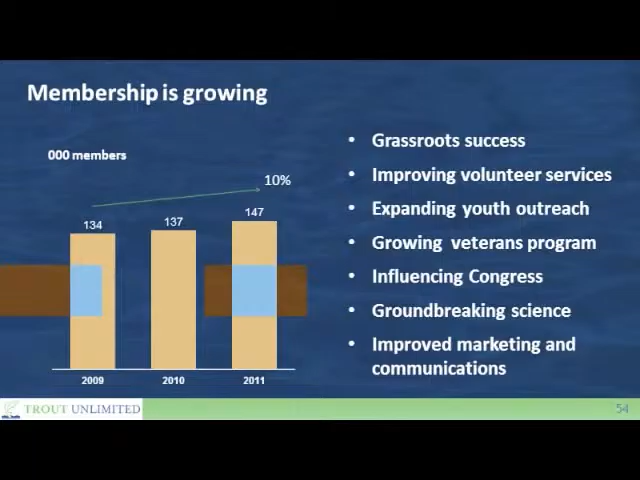 Membership is growing
000 members
10%
134
137
147
2009
2010
2011
• Grassroots success
• Improving volunteer services
• Expanding youth outreach
• Growing veterans program
• Influencing Congress
• Groundbreaking science
• Improved marketing and
communications
TROUT UNLIMITED
54